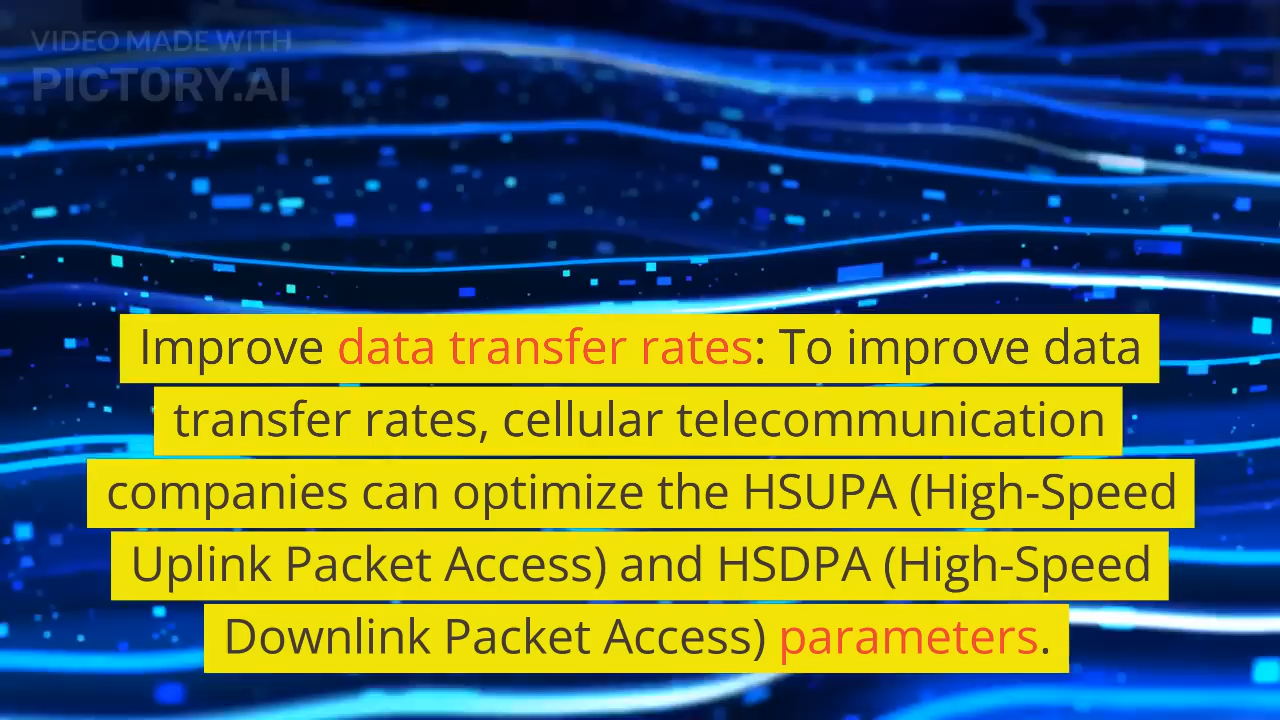 VIDEO MADE WITH
PICTORY.AI
Improve data transfer rates: To improve data
transfer rates, cellular telecommunication
companies can optimize the HSUPA (High-Speed
Uplink Packet Access) and HSDPA (High-Speed
Downlink Packet Access) parameters.